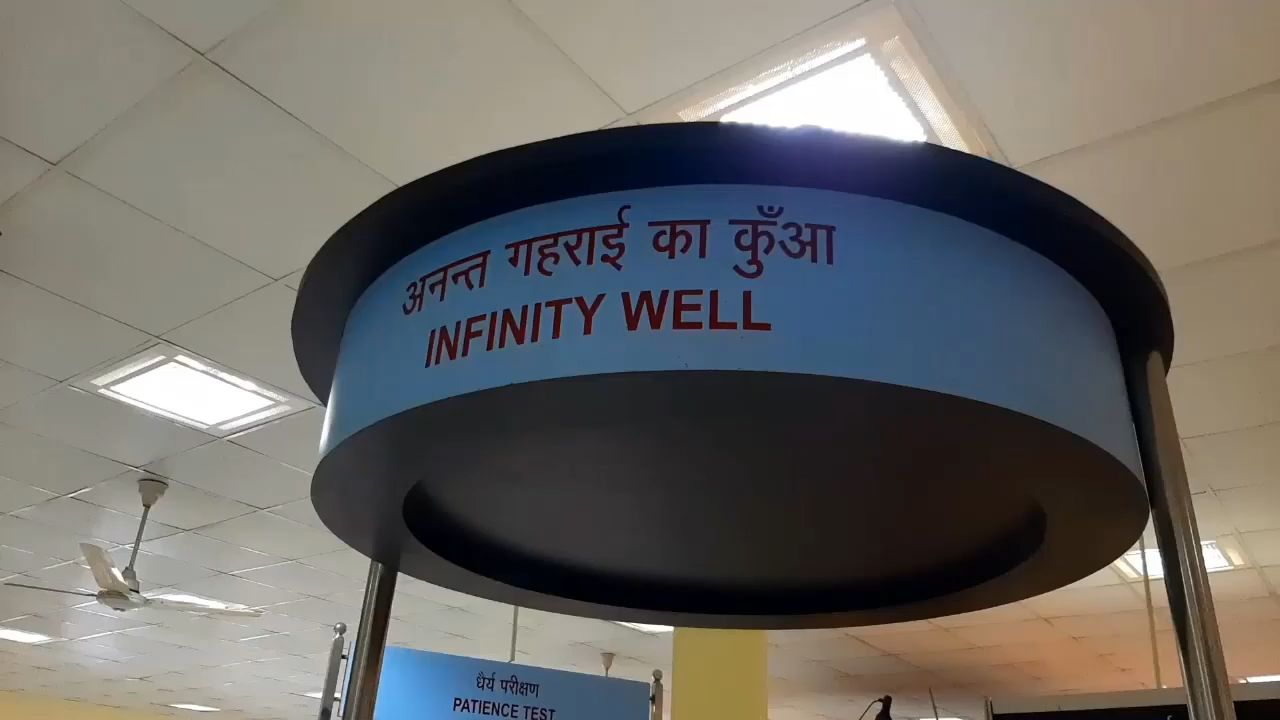 अनन्त गहराई का कुँआ
INFINITY WELL
धैर्य परीक्षण
PATIENCE TEST